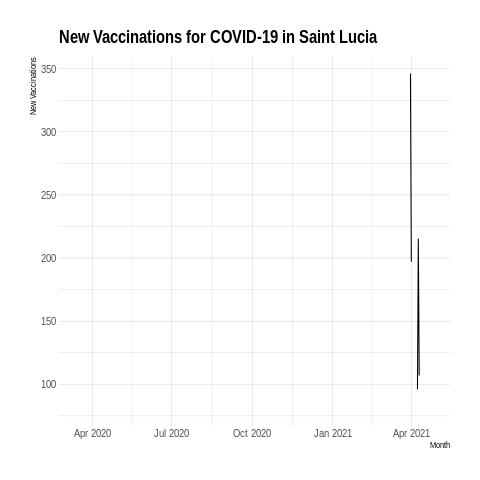 New Vaccinations for COVID-19 in Saint Lucia
New Vaccinations
350
300
250
200
150
100
Apr 2020
Jul 2020
Oct 2020
Jan 2021
Apr 2021
Month